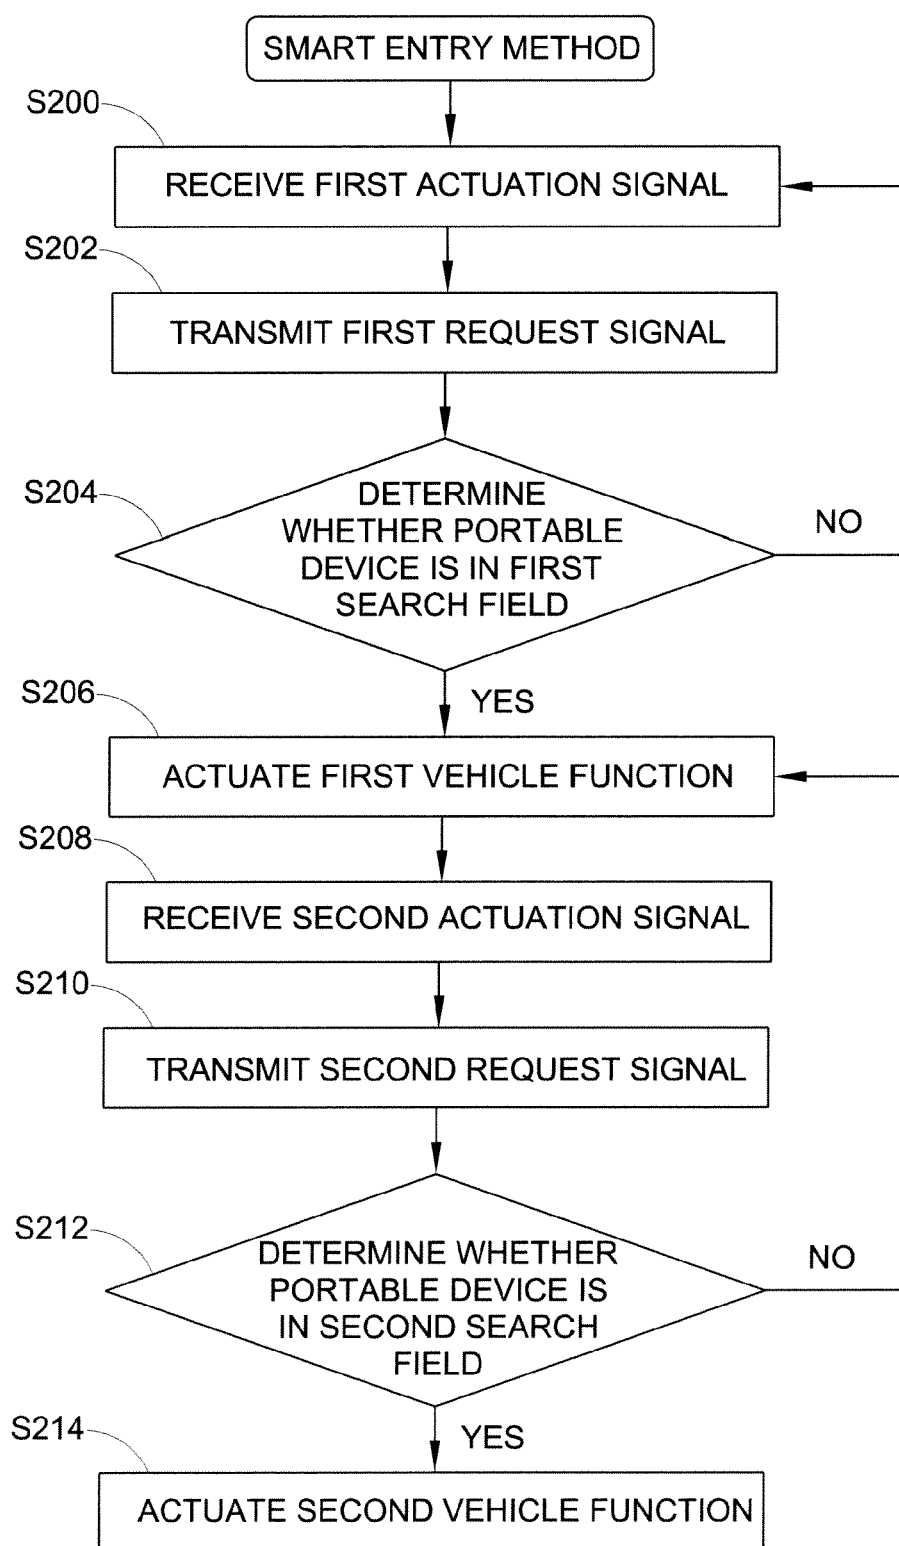 SMART ENTRY METHOD
S200
RECEIVE FIRST ACTUATION SIGNAL
S202
TRANSMIT FIRST REQUEST SIGNAL
S204
DETERMINE
WHETHER PORTABLE
DEVICE IS IN FIRST
SEARCH FIELD
NO
YES
S206
ACTUATE FIRST VEHICLE FUNCTION
S208
RECEIVE SECOND ACTUATION SIGNAL
S210
TRANSMIT SECOND REQUEST SIGNAL
S212
DETERMINE WHETHER
PORTABLE DEVICE IS
IN SECOND SEARCH
FIELD
NO
YES
S214
ACTUATE SECOND VEHICLE FUNCTION